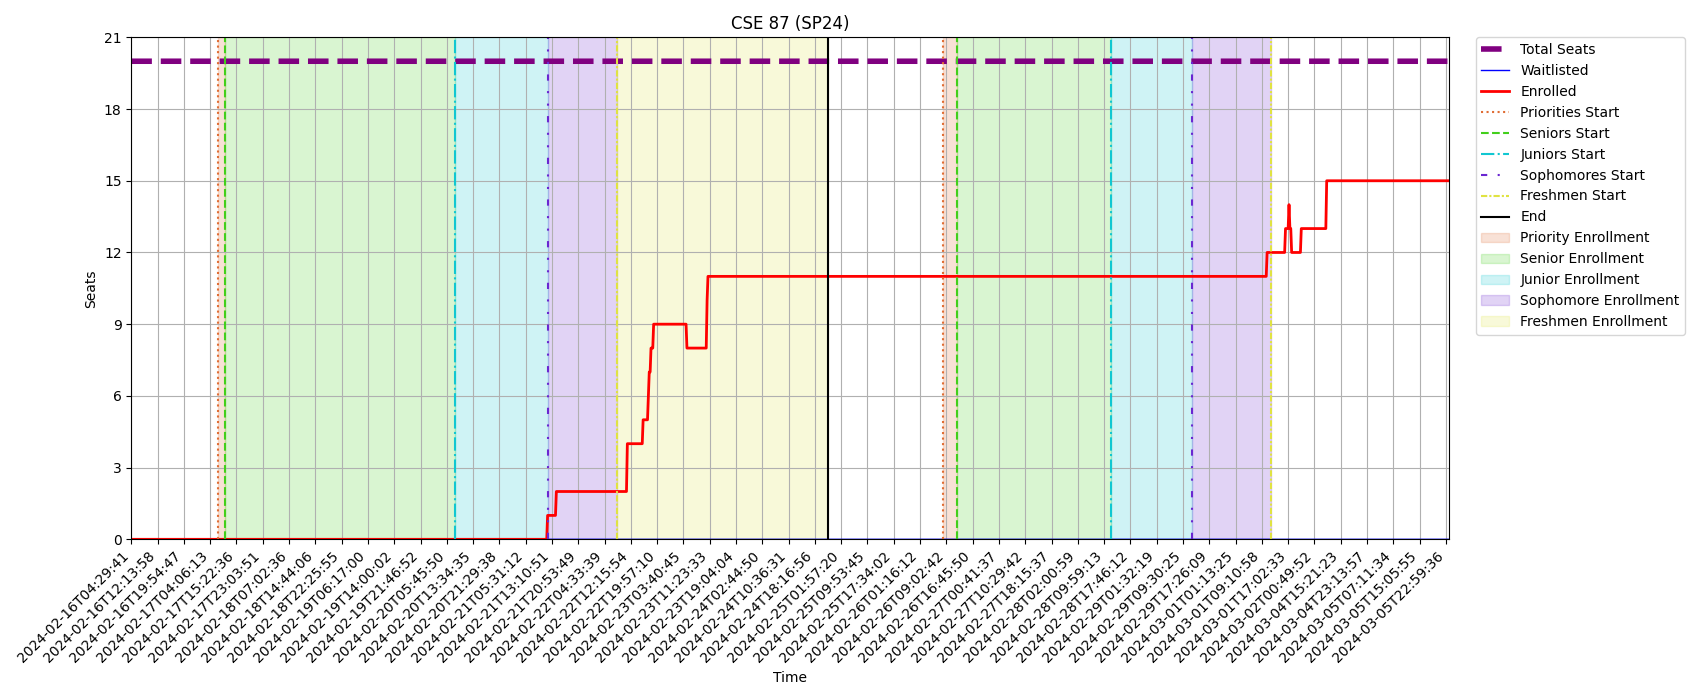 CSE 87 (SP24)
Seats
21
18
15
12
9
6
3
0
2024-02-16T04:29:41
2024-02-16T12:13:58
2024-02-16T19:54:47
2024-02-17T04:06:13
2024-02-17T15:22:36
2024-02-17T23:03:51
2024-02-18T07:02:36
2024-02-18T14:44:06
2024-02-18T22:25:55
2024-02-19T06:17:00
2024-02-19T14:00:02
2024-02-19T21:46:52
2024-02-20T05:45:50
2024-02-20T13:34:35
2024-02-20T21:29:38
2024-02-21T05:31:12
2024-02-21T13:10:51
2024-02-21T20:53:49
2024-02-22T04:33:39
2024-02-22T12:15:54
2024-02-22T19:57:10
2024-02-23T03:40:45
2024-02-23T11:23:33
2024-02-23T19:04:04
2024-02-24T02:44:50
2024-02-24T10:36:31
2024-02-24T18:16:56
2024-02-25T01:57:20
2024-02-25T09:53:45
2024-02-25T17:34:02
2024-02-26T01:16:12
2024-02-26T09:02:42
2024-02-26T16:45:50
2024-02-27T00:41:37
2024-02-27T10:29:42
2024-02-27T18:15:37
2024-02-28T02:00:59
2024-02-28T09:59:13
2024-02-28T17:46:12
2024-02-29T01:32:19
2024-02-29T09:30:25
2024-02-29T17:26:09
2024-03-01T01:13:25
2024-03-01T09:10:58
2024-03-01T17:02:33
2024-03-02T00:49:52
2024-03-04T15:21:23
2024-03-04T23:13:57
2024-03-05T07:11:34
2024-03-05T15:05:55
2024-03-05T22:59:36
Time
Total Seats
Waitlisted
Enrolled
Priorities Start
Seniors Start
Juniors Start
Sophomores Start
Freshmen Start
End
Priority Enrollment
Senior Enrollment
Junior Enrollment
Sophomore Enrollment
Freshmen Enrollment